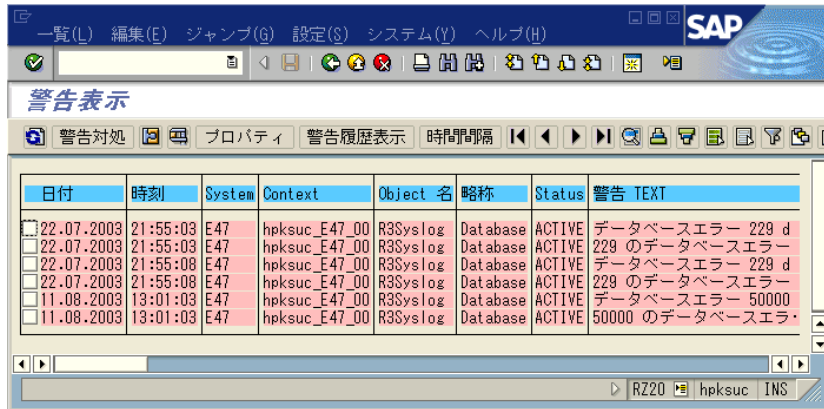 一覧(L) 編集(E) ジャンプ(G) 設定(S) システム(Y) ヘルプ(H)
SAP
警告表示
警告対処 プロパティ 警告履歴表示 時間間隔
日付 時刻 System Context Object 名 略称 Status 警告 TEXT
22.07.2003 21:55:03 E47 hpksuc_E47_00 R3Syslog Database ACTIVE データベースエラー 229 d
22.07.2003 21:55:03 E47 hpksuc_E47_00 R3Syslog Database ACTIVE 229 のデータベースエラー
22.07.2003 21:55:08 E47 hpksuc_E47_00 R3Syslog Database ACTIVE データベースエラー 229 d
22.07.2003 21:55:08 E47 hpksuc_E47_00 R3Syslog Database ACTIVE 229 のデータベースエラー
11.08.2003 13:01:03 E47 hpksuc_E47_00 R3Syslog Database ACTIVE データベースエラー 50000
11.08.2003 13:01:03 E47 hpksuc_E47_00 R3Syslog Database ACTIVE 50000 のデータベースエラ
RZ20 hpksuc INS